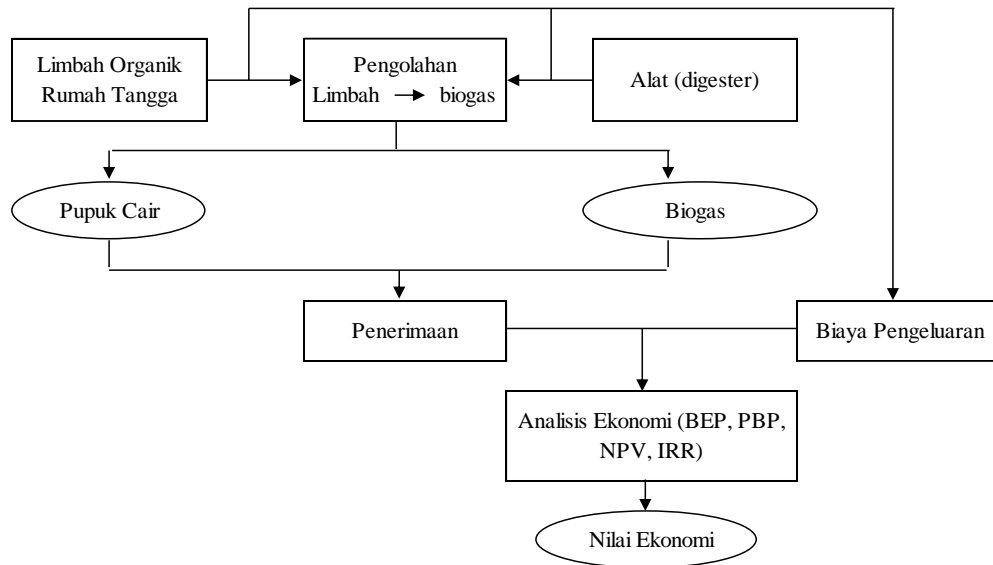 Limbah Organik
Rumah Tangga
Pengolahan
Limbah → biogas
Alat (digester)
Pupuk Cair
Biogas
Penerimaan
Biaya Pengeluaran
Analisis Ekonomi (BEP, PBP,
NPV, IRR)
Nilai Ekonomi